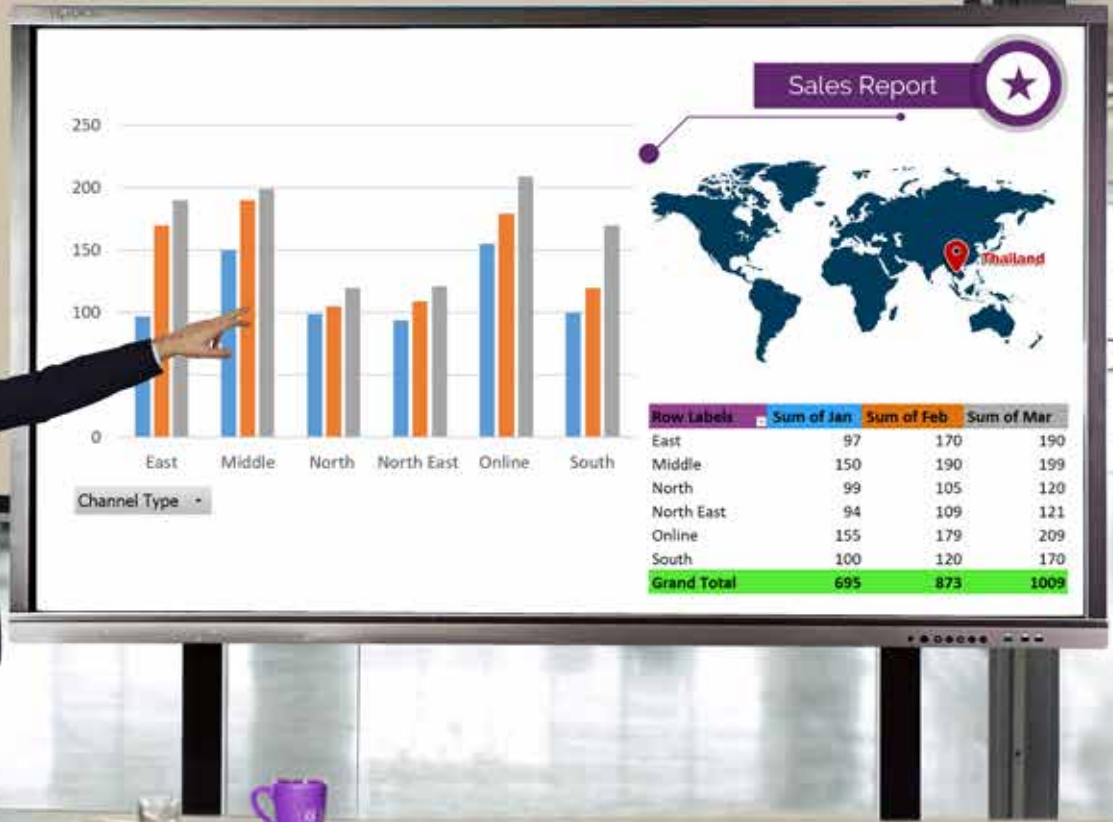 Sales Report
250
200
150
100
0
East Middle North North East Online South
Channel Type
Thailand
Row Labels Sum of Jan Sum of Feb Sum of Mar
East 97 170 190
Middle 150 190 199
North 99 105 120
North East 94 109 121
Online 155 179 209
South 100 120 170
Grand Total 695 873 1009